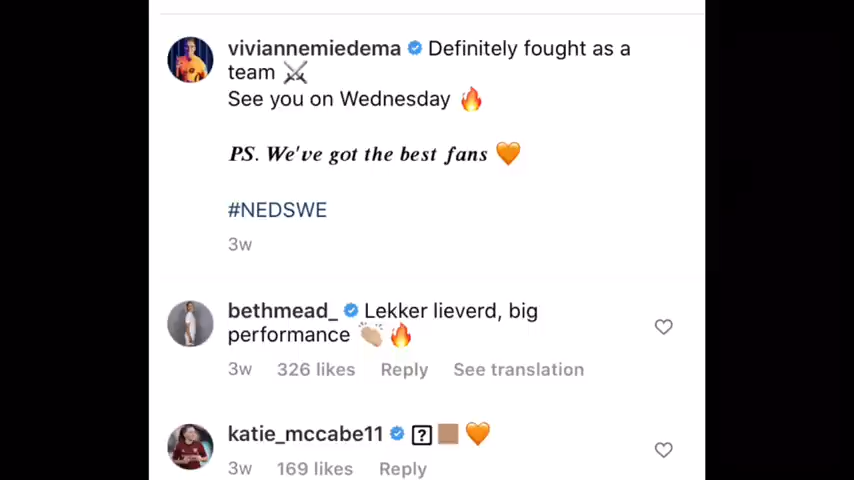 viviannemiedema Definitely fought as a
team ⚔️
See you on Wednesday 🔥
PS. We've got the best fans 🧡
#NEDSWE
3w
bethmead_ Lekker lieverd, big
performance 👏🏼🔥
3w 326 likes Reply See translation
katie_mccabe11 🧡
3w 169 likes Reply